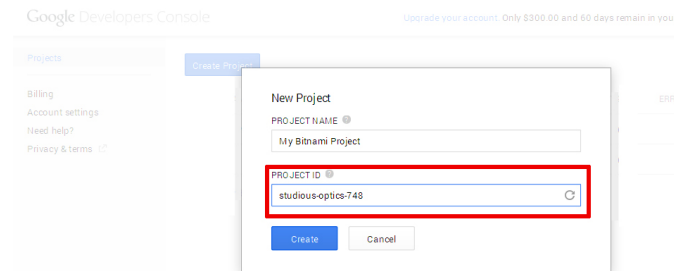 Google Developers Console
Upgrade your account. Only $300.00 and 60 days remain in you
Projects
Create Project
Billing
Account settings
Need help?
Privacy & terms
New Project
PROJECT NAME
My Bitnami Project
PROJECT ID
studious-optics-748
Create
Cancel
ERR